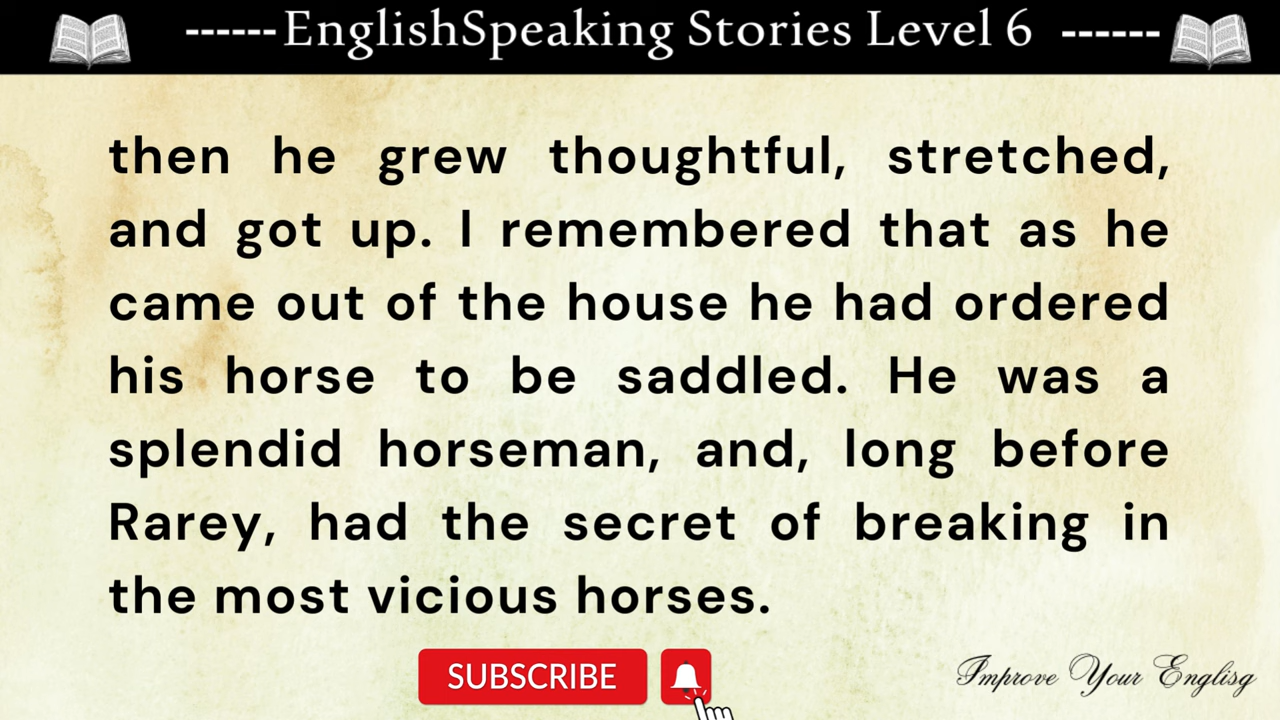 ------EnglishSpeaking Stories Level 6 ------
then he grew thoughtful, stretched,
and got up. I remembered that as he
came out of the house he had ordered
his horse to be saddled. He was a
splendid horseman, and, long before
Rarey, had the secret of breaking in
the most vicious horses.
SUBSCRIBE
Improve Your Englisg